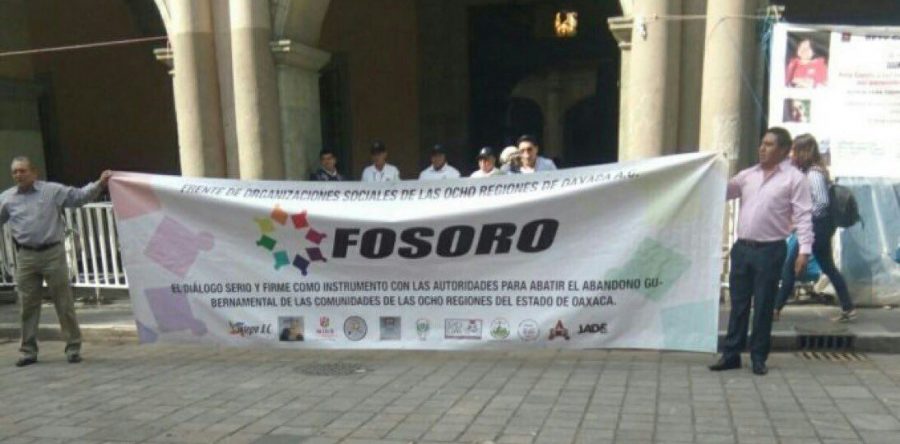 FRENTE DE ORGANIZACIONES SOCIALES DE LAS OCHO REGIONES DE OAXACA A.C.
FOSORO
EL DIÁLOGO SERIO Y FIRME COMO INSTRUMENTO CON LAS AUTORIDADES PARA ABATIR EL ABANDONO GU-
BERNAMENTAL DE LAS COMUNIDADES DE LAS OCHO REGIONES DEL ESTADO DE OAXACA.
JADE